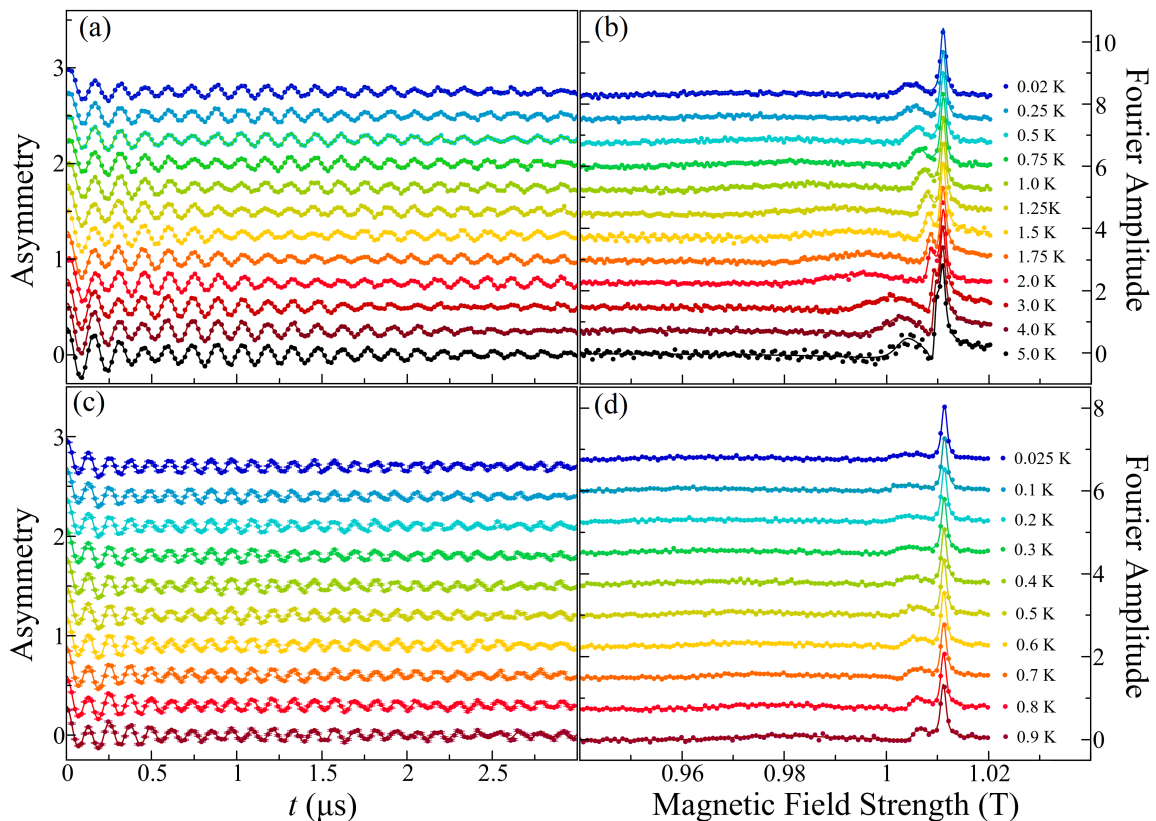 (a)
(b)
3
2
1
0
Asymmetry
10
8
6
4
2
0
Fourier Amplitude
0.02 K
0.25 K
0.5 K
0.75 K
1.0 K
1.25K
1.5 K
1.75 K
2.0 K
3.0 K
4.0 K
5.0 K
(c)
(d)
3
2
1
0
Asymmetry
8
6
4
2
0
Fourier Amplitude
0.025 K
0.1 K
0.2 K
0.3 K
0.4 K
0.5 K
0.6 K
0.7 K
0.8 K
0.9 K
0 0.5 1 1.5 2 2.5
0.96 0.98 1 1.02
t (μs)
Magnetic Field Strength (T)